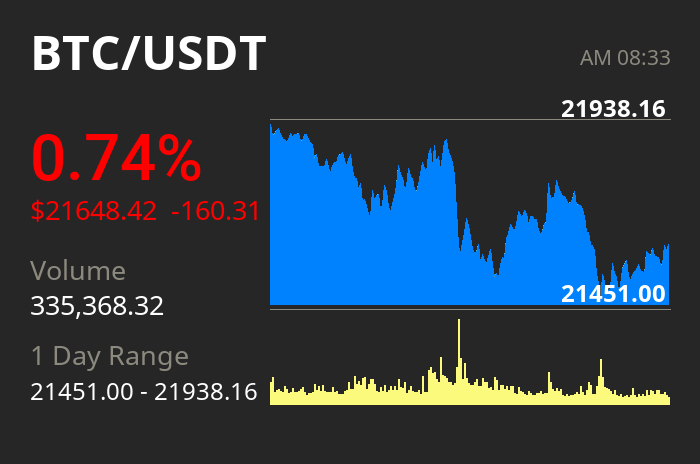 BTC/USDT
AM 08:33
21938.16
0.74%
$21648.42 -160.31
Volume
335,368.32
21451.00
1 Day Range
21451.00 - 21938.16